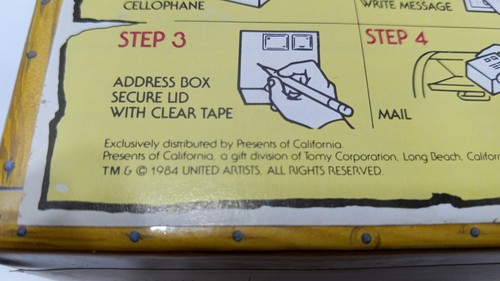 CELLOPHANE
WRITE MESSAGE
STEP 3
ADDRESS BOX
SECURE LID
WITH CLEAR TAPE
STEP 4
MAIL
Exclusively distributed by Presents of California.
Presents of California, a gift division of Tomy Corporation, Long Beach, Califor
TM & © 1984 UNITED ARTISTS. ALL RIGHTS RESERVED.